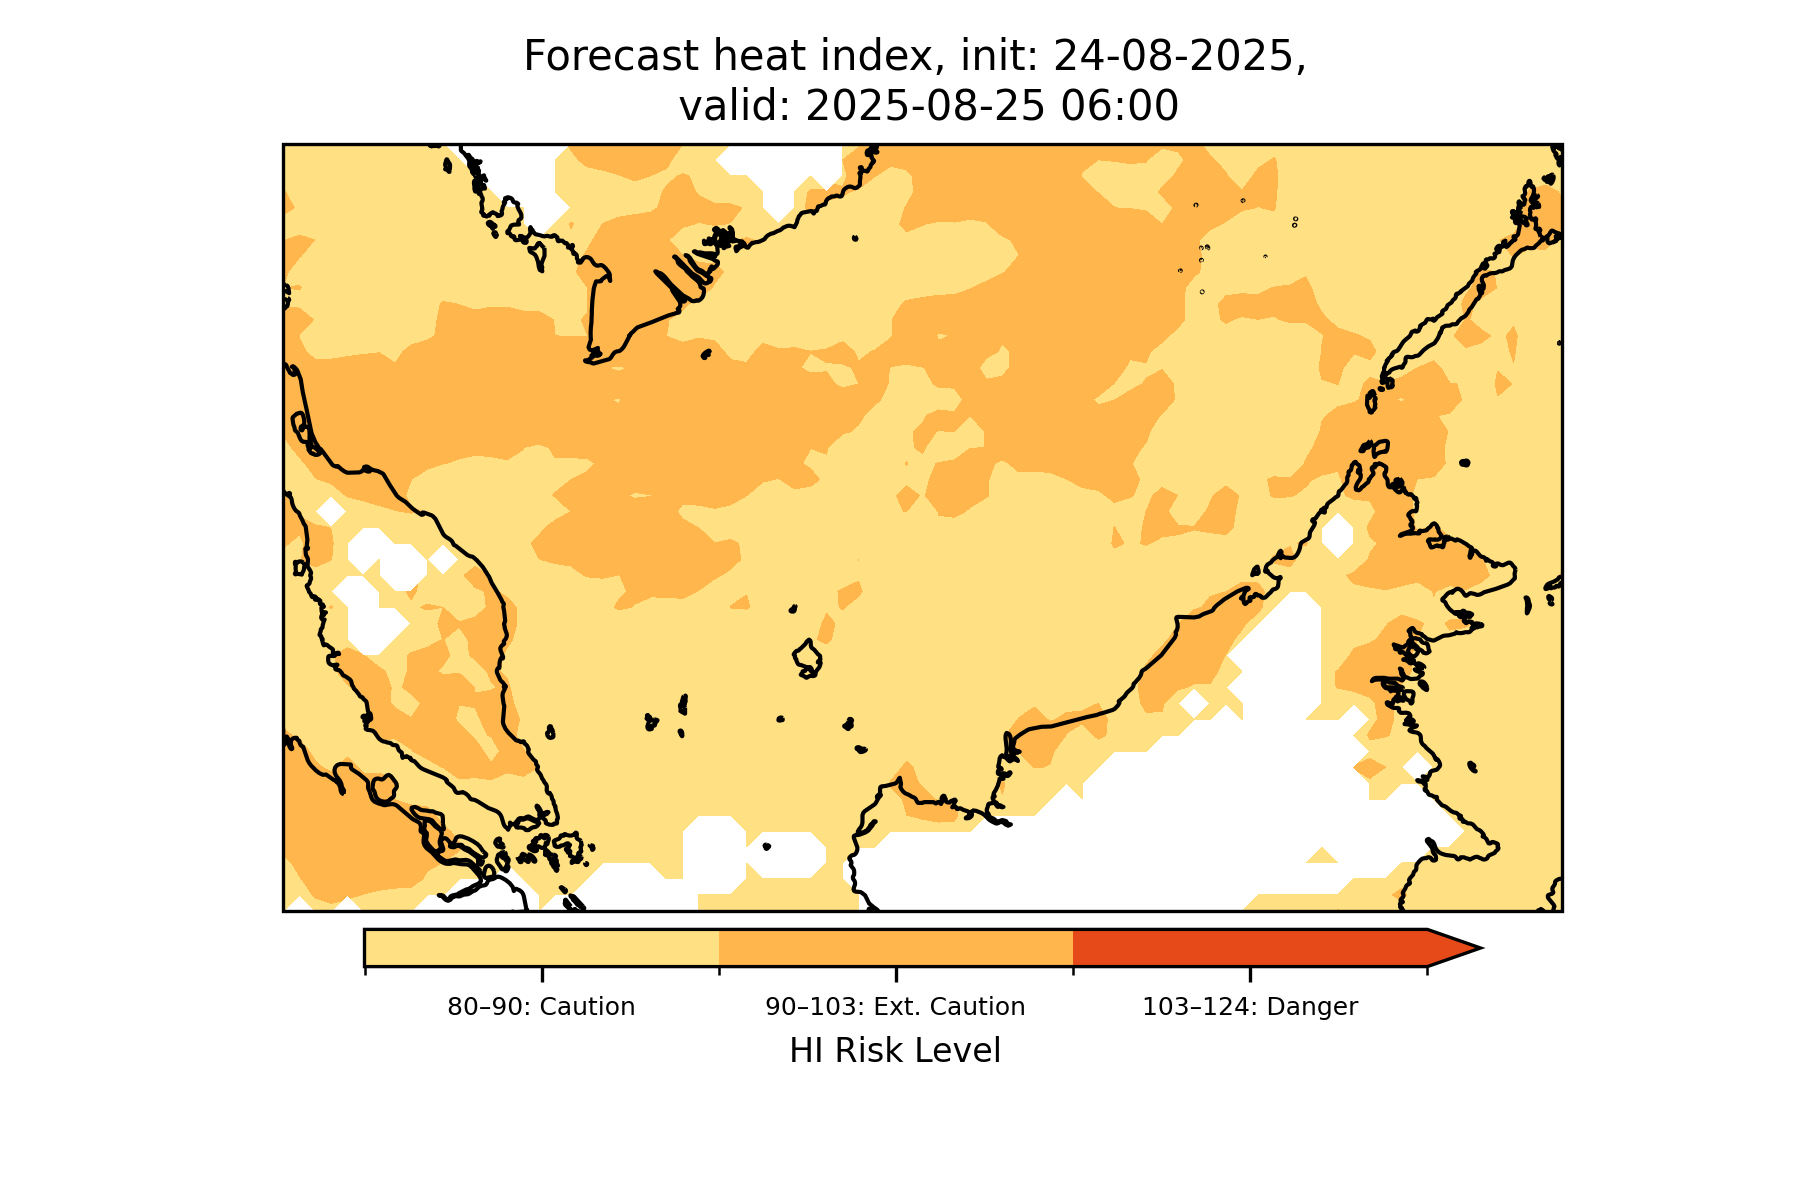 Forecast heat index, init: 24-08-2025,
valid: 2025-08-25 06:00
80–90: Caution
90–103: Ext. Caution
103–124: Danger
HI Risk Level